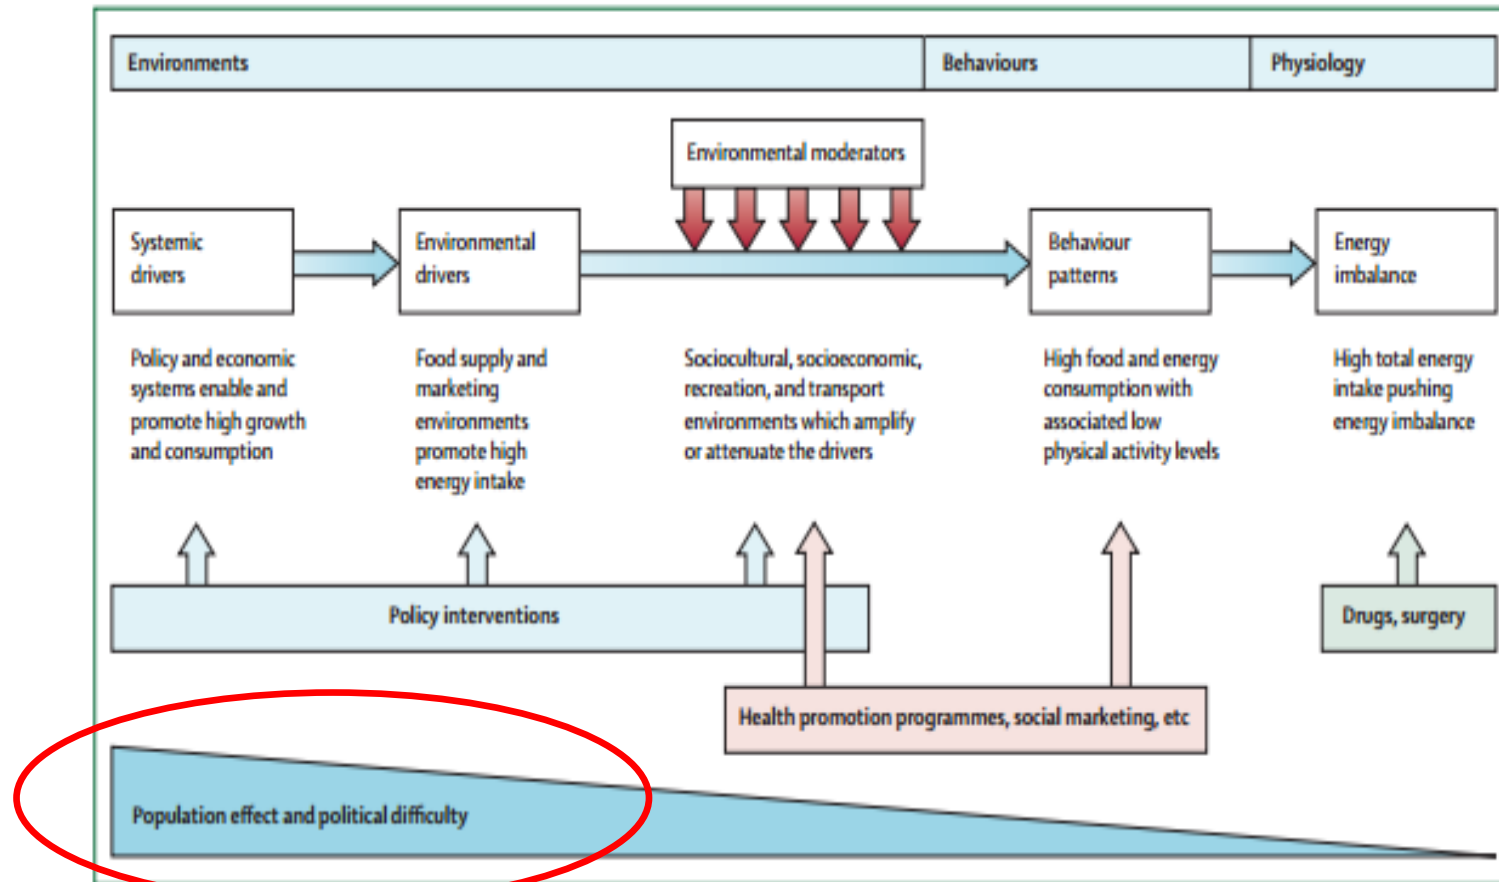 Environments
Behaviours
Physiology
Environmental moderators
Systemic
drivers
Environmental
drivers
Behaviour
patterns
Energy
imbalance
Policy and economic
systems enable and
promote high growth
and consumption
Food supply and
marketing
environments
promote high
energy intake
Sociocultural, socioeconomic,
recreation, and transport
environments which amplify
or attenuate the drivers
High food and energy
consumption with
associated low
physical activity levels
High total energy
intake pushing
energy imbalance
Policy interventions
Drugs, surgery
Health promotion programmes, social marketing, etc
Population effect and political difficulty